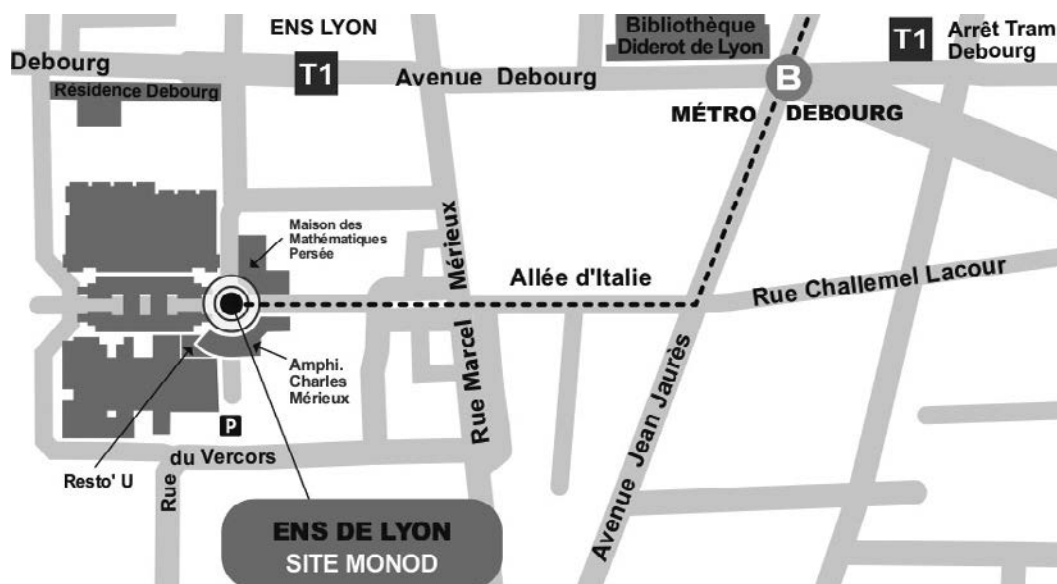 ENS LYON
T1
Debourg
Résidence Debourg
Avenue Debourg
Bibliothèque
Diderot de Lyon
T1
Arrêt Tram
Debourg
B
MÉTRO DEBOURG
Maison des
Mathématiques
Persée
Rue Marcel Mérieux
Allée d'Italie
Rue Challemel Lacour
Avenue Jean Jaurès
Amphi.
Charles
Mérieux
P
Rue du Vercors
Resto' U
ENS DE LYON
SITE MONOD